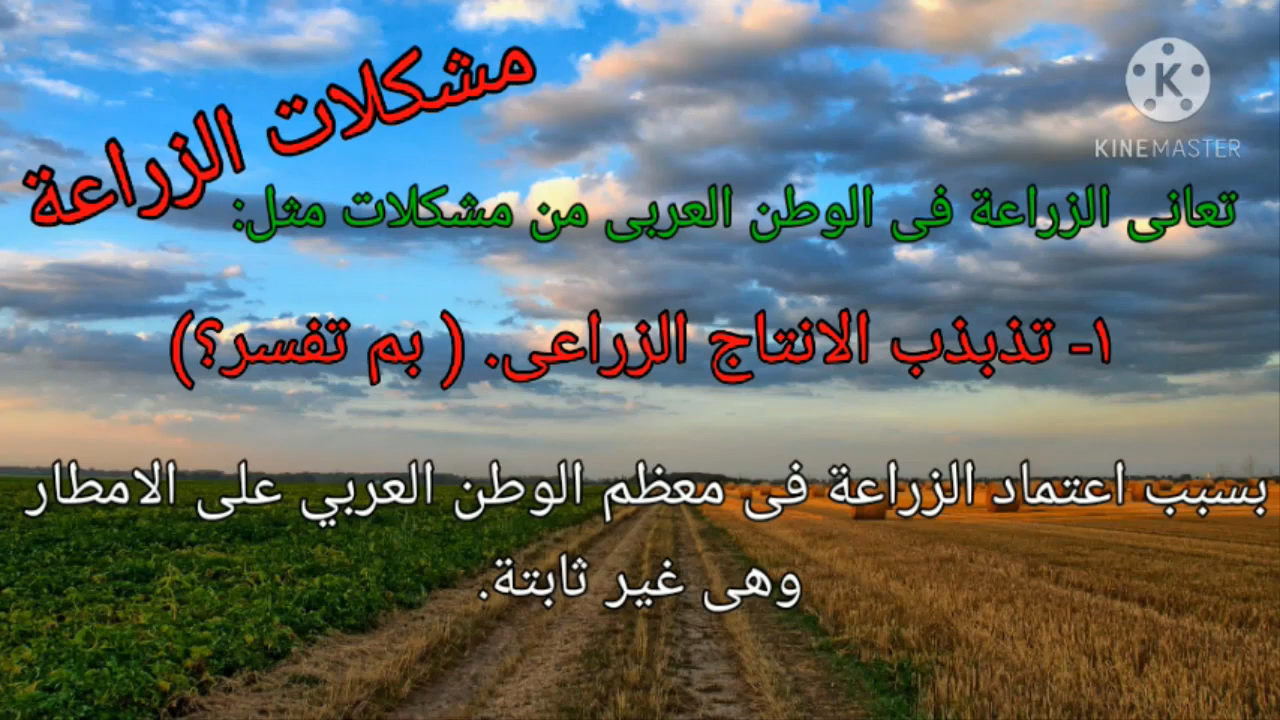 مشكلات الزراعة
K
KINEMASTER
تعانى الزراعة فى الوطن العربى من مشكلات مثل:
١- تذبذب الانتاج الزراعى. ( بم تفسر؟)
بسبب اعتماد الزراعة فى معظم الوطن العربي على الامطار
وهى غير ثابتة.